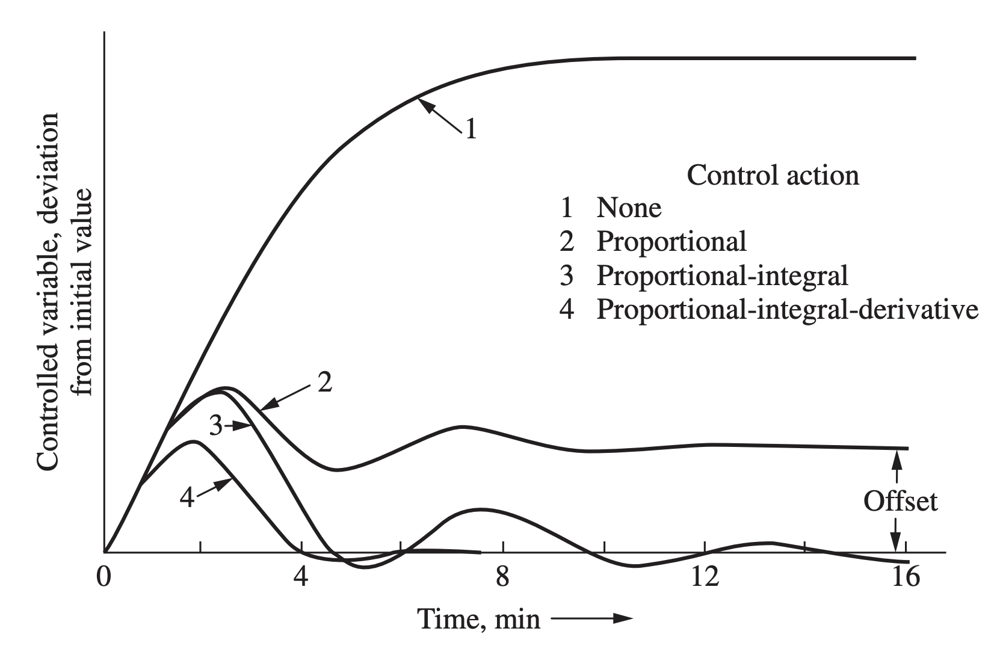 Controlled variable, deviation
from initial value
1
Control action
1 None
2 Proportional
3 Proportional-integral
4 Proportional-integral-derivative
2
3
4
Offset
0 4 8 12 16
Time, min